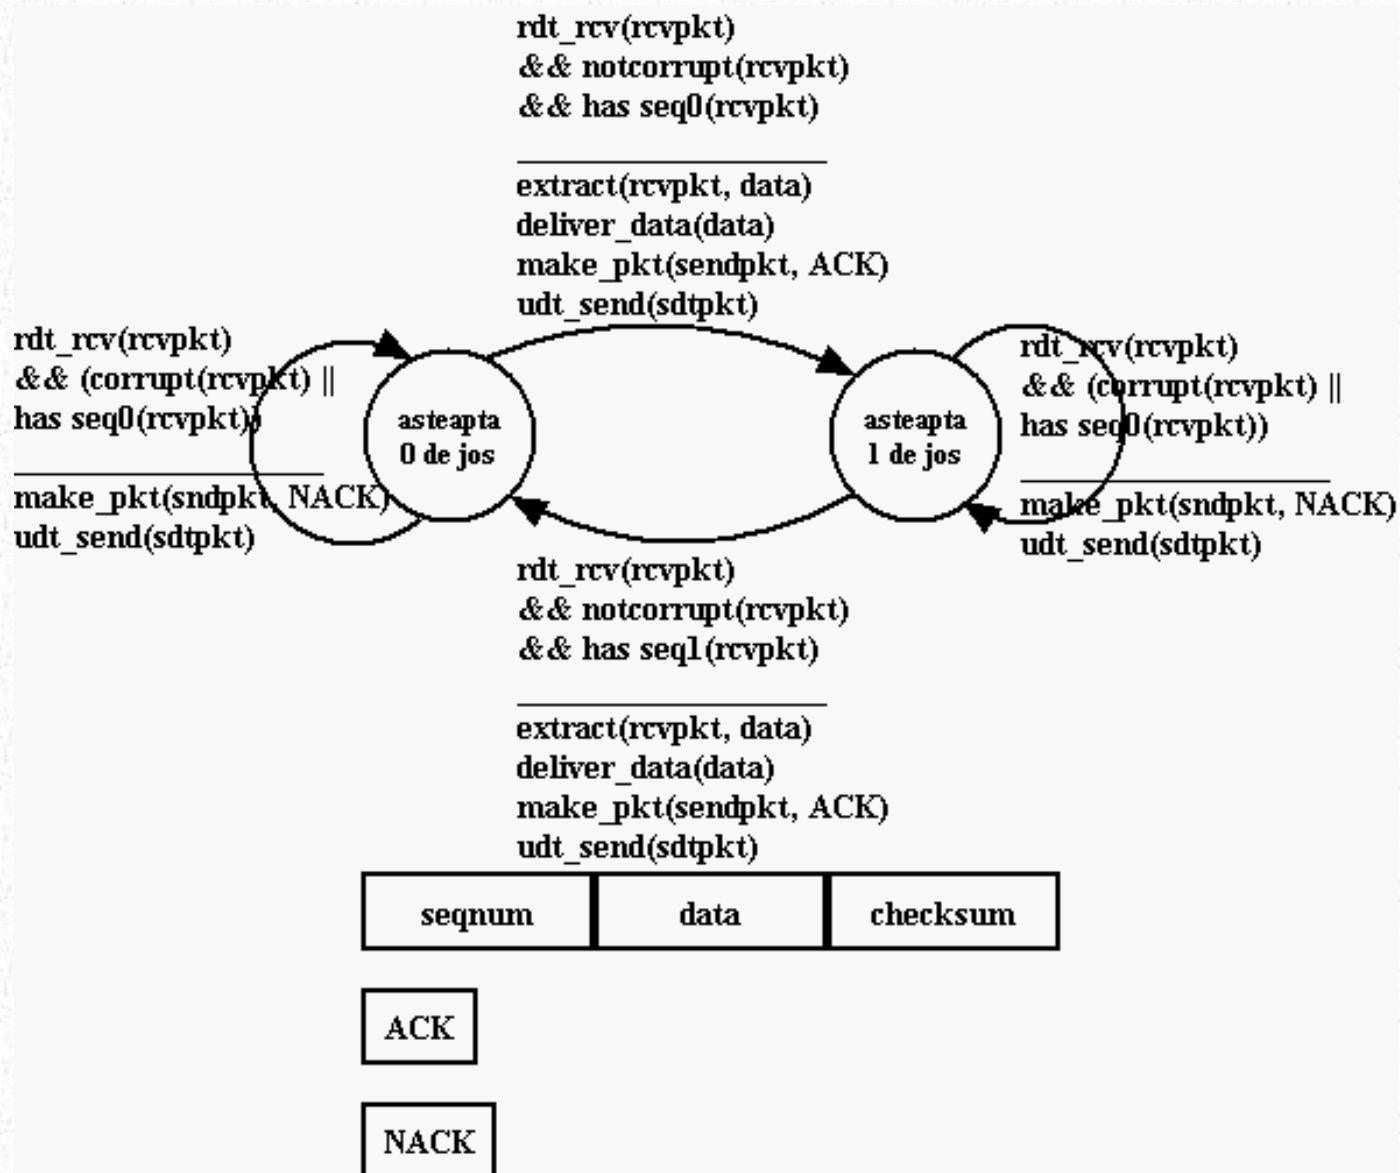 rdt_rcv(rcvpkt)
&& notcorrupt(rcvpkt)
&& has seq0(rcvpkt)
extract(rcvpkt, data)
deliver_data(data)
make_pkt(sendpkt, ACK)
udt_send(sdtpkt)
rdt_rcv(rcvpkt)
&& (corrupt(rcvpkt) ||
has seq0(rcvpkt))
make_pkt(sndpkt, NACK)
udt_send(sdtpkt)
asteapta
0 de jos
asteapta
1 de jos
rdt_rcv(rcvpkt)
&& (corrupt(rcvpkt) ||
has seq0(rcvpkt))
make_pkt(sndpkt, NACK)
udt_send(sdtpkt)
rdt_rcv(rcvpkt)
&& notcorrupt(rcvpkt)
&& has seq1(rcvpkt)
extract(rcvpkt, data)
deliver_data(data)
make_pkt(sendpkt, ACK)
udt_send(sdtpkt)
seqnum data checksum
ACK
NACK